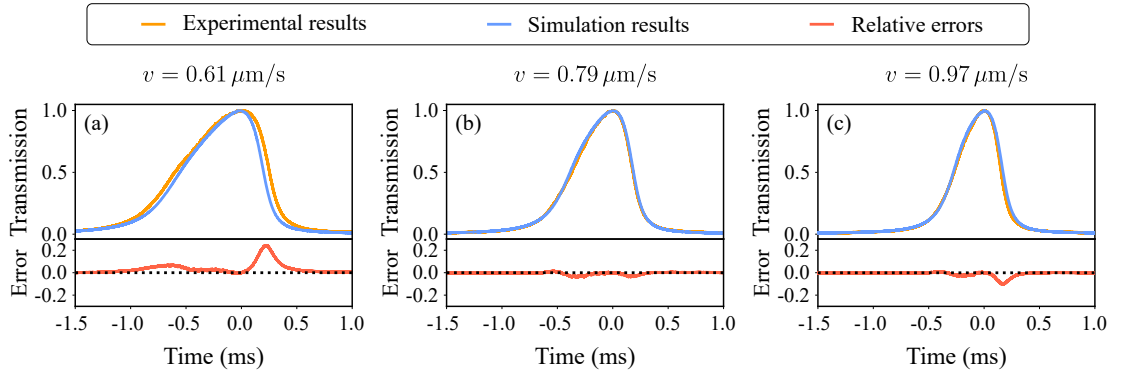 Experimental results Simulation results Relative errors
v = 0.61 μm/s v = 0.79 μm/s v = 0.97 μm/s
(a) (b) (c)
Transmission Transmission Transmission
1.0 1.0 1.0
0.5 0.5 0.5
0.0 0.0 0.0
Error Error Error
0.2 0.2 0.2
0.0 0.0 0.0
-0.2 -0.2 -0.2
-1.5 -1.0 -0.5 0.0 0.5 1.0 -1.5 -1.0 -0.5 0.0 0.5 1.0 -1.5 -1.0 -0.5 0.0 0.5 1.0
Time (ms) Time (ms) Time (ms)